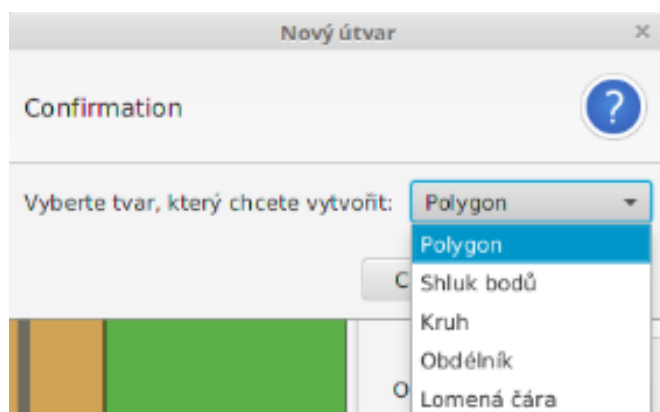 Nový útvar
Confirmation
Vyberte tvar, který chcete vytvořit: Polygon
Polygon
Shluk bodů
Kruh
Obdélník
Lomená čára